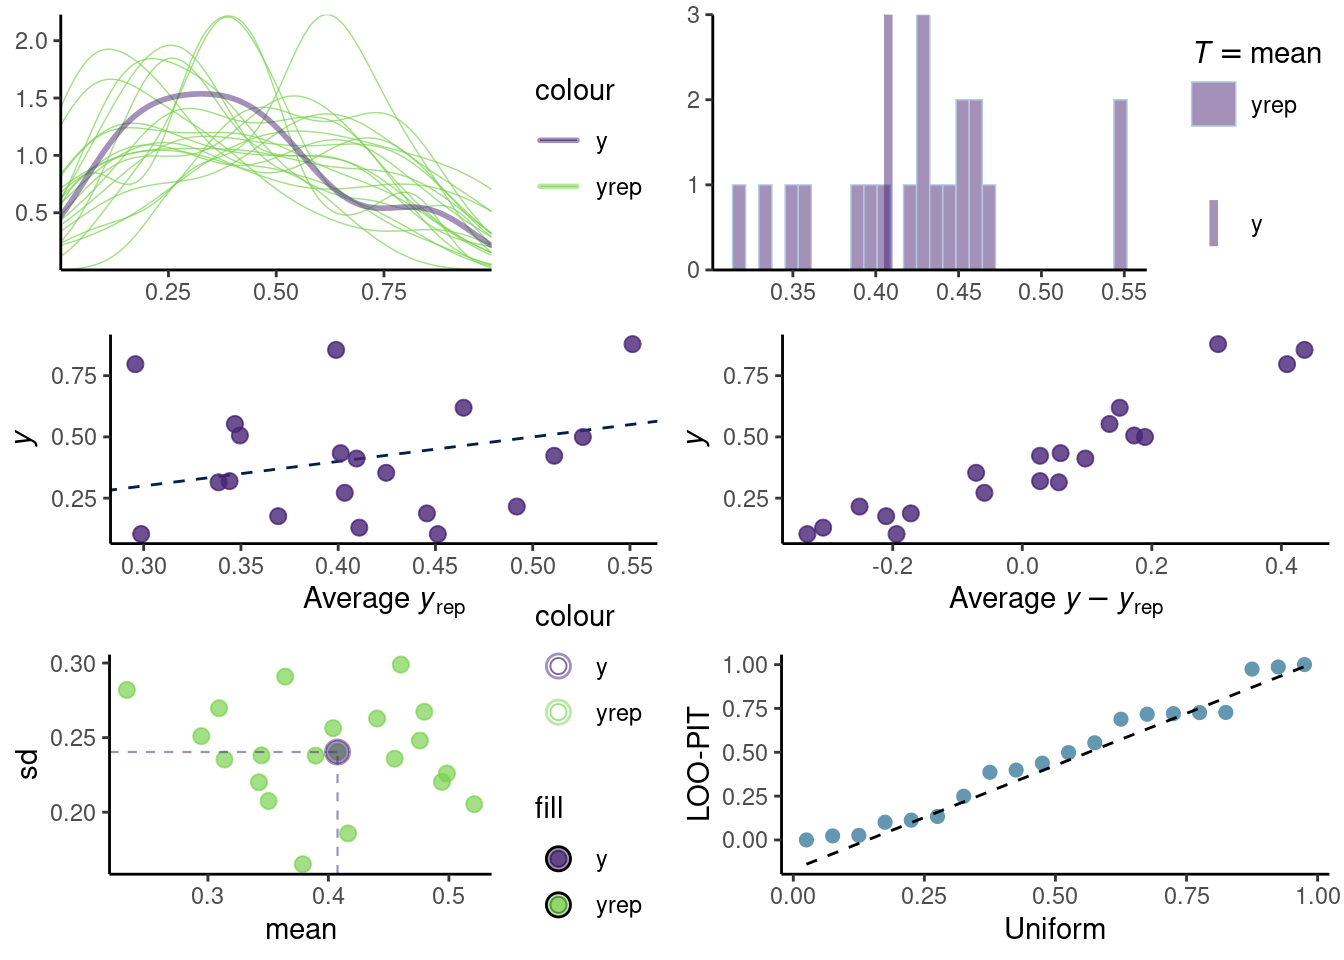 2.0
1.5
1.0
0.5
0.25 0.50 0.75
colour
y
yrep
3
2
1
0
0.35 0.40 0.45 0.50 0.55
T = mean
yrep
y
y
0.75
0.50
0.25
0.30 0.35 0.40 0.45 0.50 0.55
Average yrep
y
0.75
0.50
0.25
-0.2 0.0 0.2 0.4
Average y − yrep
sd
0.30
0.25
0.20
0.3 0.4 0.5
mean
colour
y
yrep
fill
y
yrep
LOO-PIT
1.00
0.75
0.50
0.25
0.00
0.00 0.25 0.50 0.75 1.00
Uniform